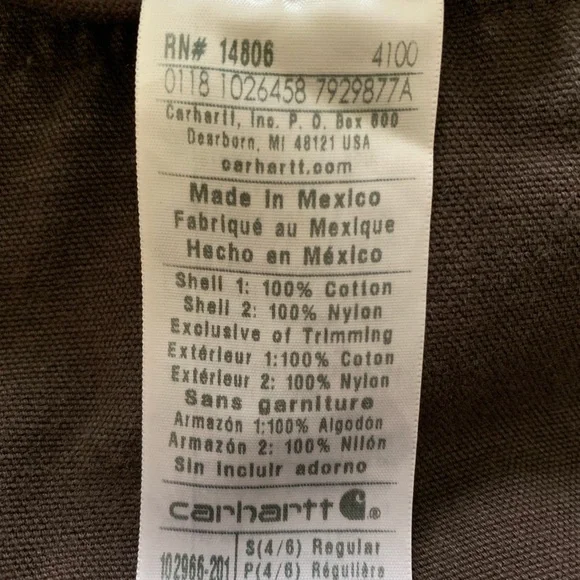 RN# 14806 4100
0118 1026458 7929877A
Carhartt, Inc. P. O. Box 600
Dearborn, MI 48121 USA
carhartt.com
Made in Mexico
Fabriqué au Mexique
Hecho en México
Shell 1: 100% Cotton
Shell 2: 100% Nylon
Exclusive of Trimming
Extérieur 1:100% Coton
Extérieur 2: 100% Nylon
Sans garniture
Armazón 1:100% Algodón
Armazón 2: 100% Nilón
Sin incluir adorno
carhartt ®
102966-201 S(4/6) Regular
P(4/6) Régulière